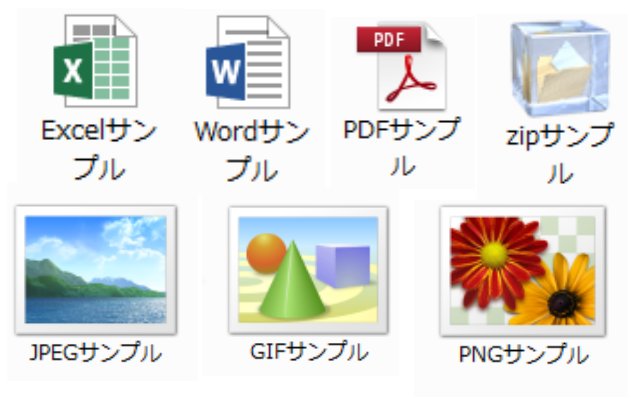 X
Excelサン
プル
W
Wordサン
プル
PDF
PDFサンプ
ル
zipサンプ
ル
JPEGサンプル
GIFサンプル
PNGサンプル